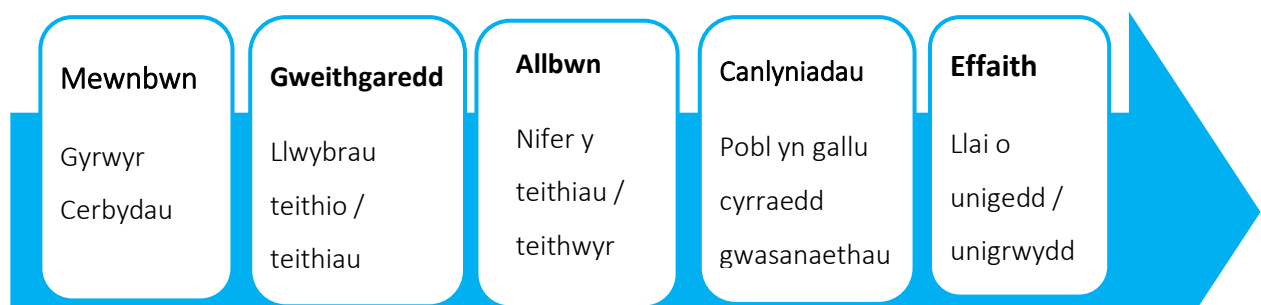 Mewnbwn
Gyrwyr
Cerbydau
Gweithgaredd
Llwybrau
teithio /
teithiau
Allbwn
Nifer y
teithiau /
teithwyr
Canlyniadau
Pobl yn gallu
cyrraedd
gwasanaethau
Effaith
Llai o
unigedd /
unigrwydd